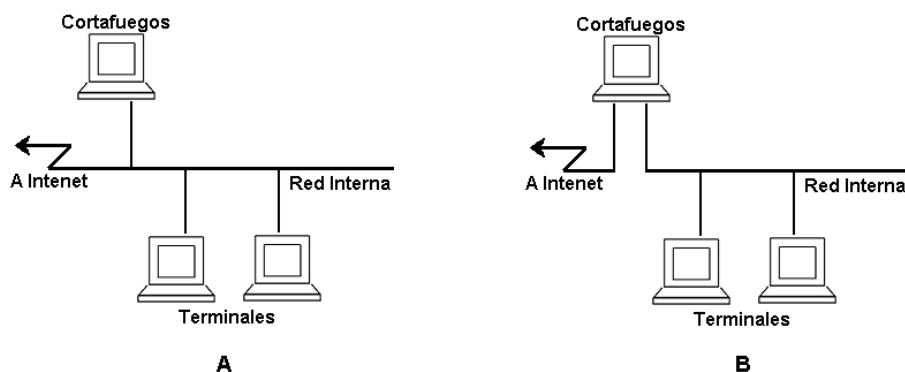 Cortafuegos
A Intenet
Red Interna
Terminales
A
Cortafuegos
A Intenet
Red Interna
Terminales
B